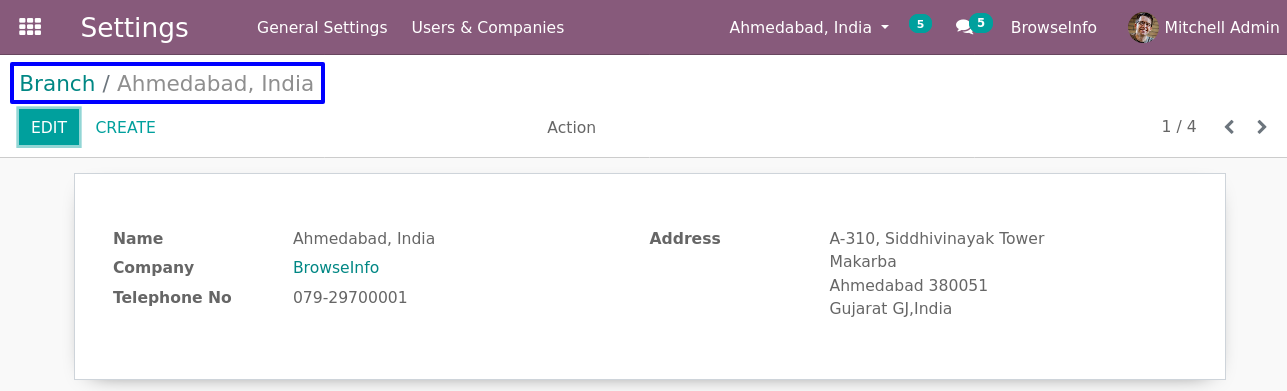 Settings General Settings Users & Companies Ahmedabad, India 5 5 BrowseInfo Mitchell Admin
Branch / Ahmedabad, India
EDIT CREATE Action 1 / 4
Name Ahmedabad, India Address A-310, Siddhivinayak Tower
Makarba
Company BrowseInfo
Ahmedabad 380051
Telephone No 079-29700001
Gujarat GJ,India